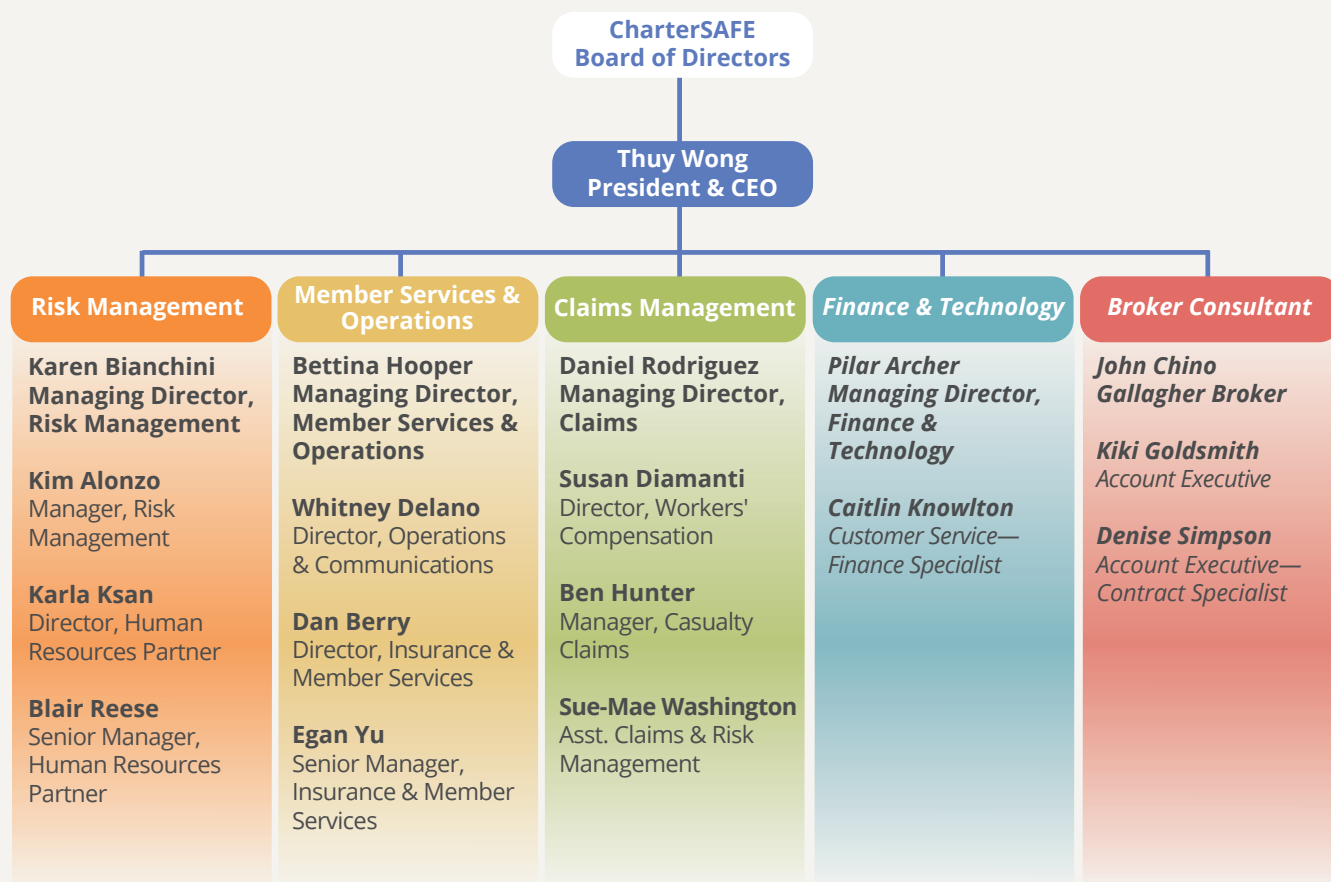 CharterSAFE
Board of Directors
Thuy Wong
President & CEO
Risk Management
Karen Bianchini
Managing Director,
Risk Management
Kim Alonzo
Manager, Risk
Management
Karla Ksan
Director, Human
Resources Partner
Blair Reese
Senior Manager,
Human Resources
Partner
Member Services &
Operations
Bettina Hooper
Managing Director,
Member Services &
Operations
Whitney Delano
Director, Operations
& Communications
Dan Berry
Director, Insurance &
Member Services
Egan Yu
Senior Manager,
Insurance & Member
Services
Claims Management
Daniel Rodriguez
Managing Director,
Claims
Susan Diamanti
Director, Workers'
Compensation
Ben Hunter
Manager, Casualty
Claims
Sue-Mae Washington
Asst. Claims & Risk
Management
Finance & Technology
Pilar Archer
Managing Director,
Finance &
Technology
Caitlin Knowlton
Customer Service—
Finance Specialist
Broker Consultant
John Chino
Gallagher Broker
Kiki Goldsmith
Account Executive
Denise Simpson
Account Executive—
Contract Specialist